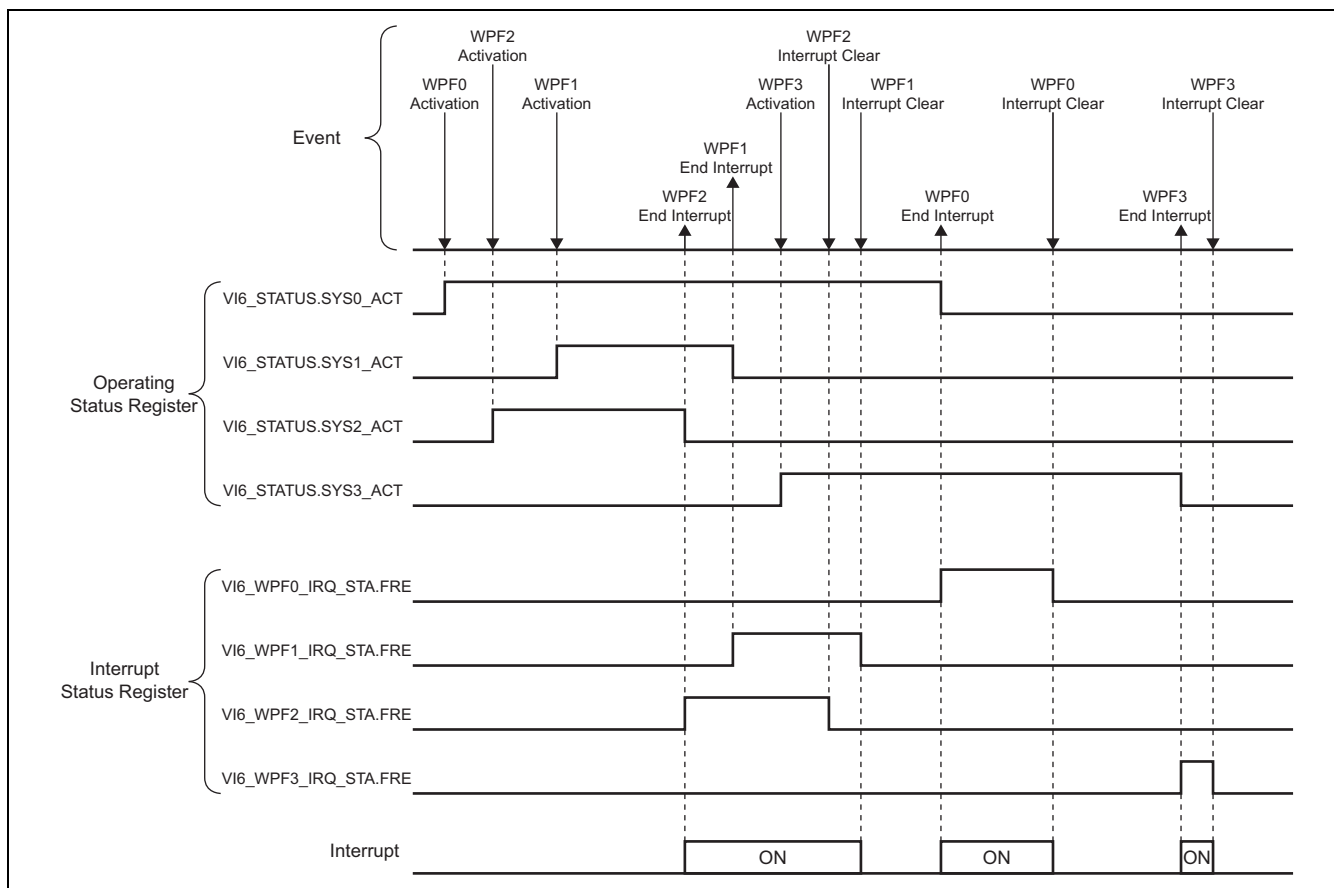 WPF2
Activation
WPF2
Interrupt Clear
WPF0
Activation
WPF1
Activation
WPF3
Activation
WPF1
Interrupt Clear
WPF0
Interrupt Clear
WPF3
Interrupt Clear
Event
WPF1
End Interrupt
WPF2
End Interrupt
WPF0
End Interrupt
WPF3
End Interrupt
VI6_STATUS.SYS0_ACT
VI6_STATUS.SYS1_ACT
Operating
Status Register
VI6_STATUS.SYS2_ACT
VI6_STATUS.SYS3_ACT
VI6_WPF0_IRQ_STA.FRE
VI6_WPF1_IRQ_STA.FRE
Interrupt
Status Register
VI6_WPF2_IRQ_STA.FRE
VI6_WPF3_IRQ_STA.FRE
Interrupt
ON
ON
ON